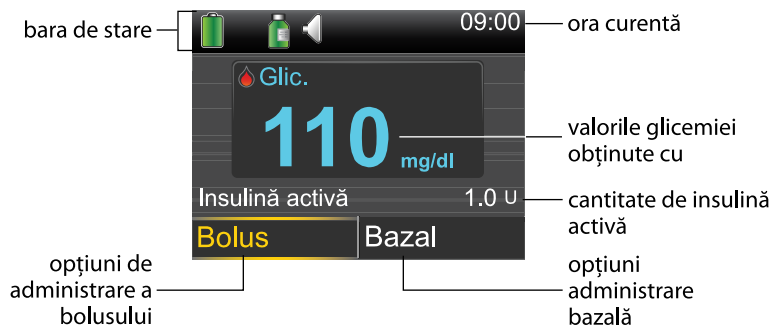 bara de stare
09:00
ora curentă
Glic.
110
mg/dl
valorile glicemiei
obținute cu
Insulină activă
1.0 U
cantitate de insulină
activă
Bolus
Bazal
opțiuni de
administrare a
bolusului
opțiuni
administrare
bazală